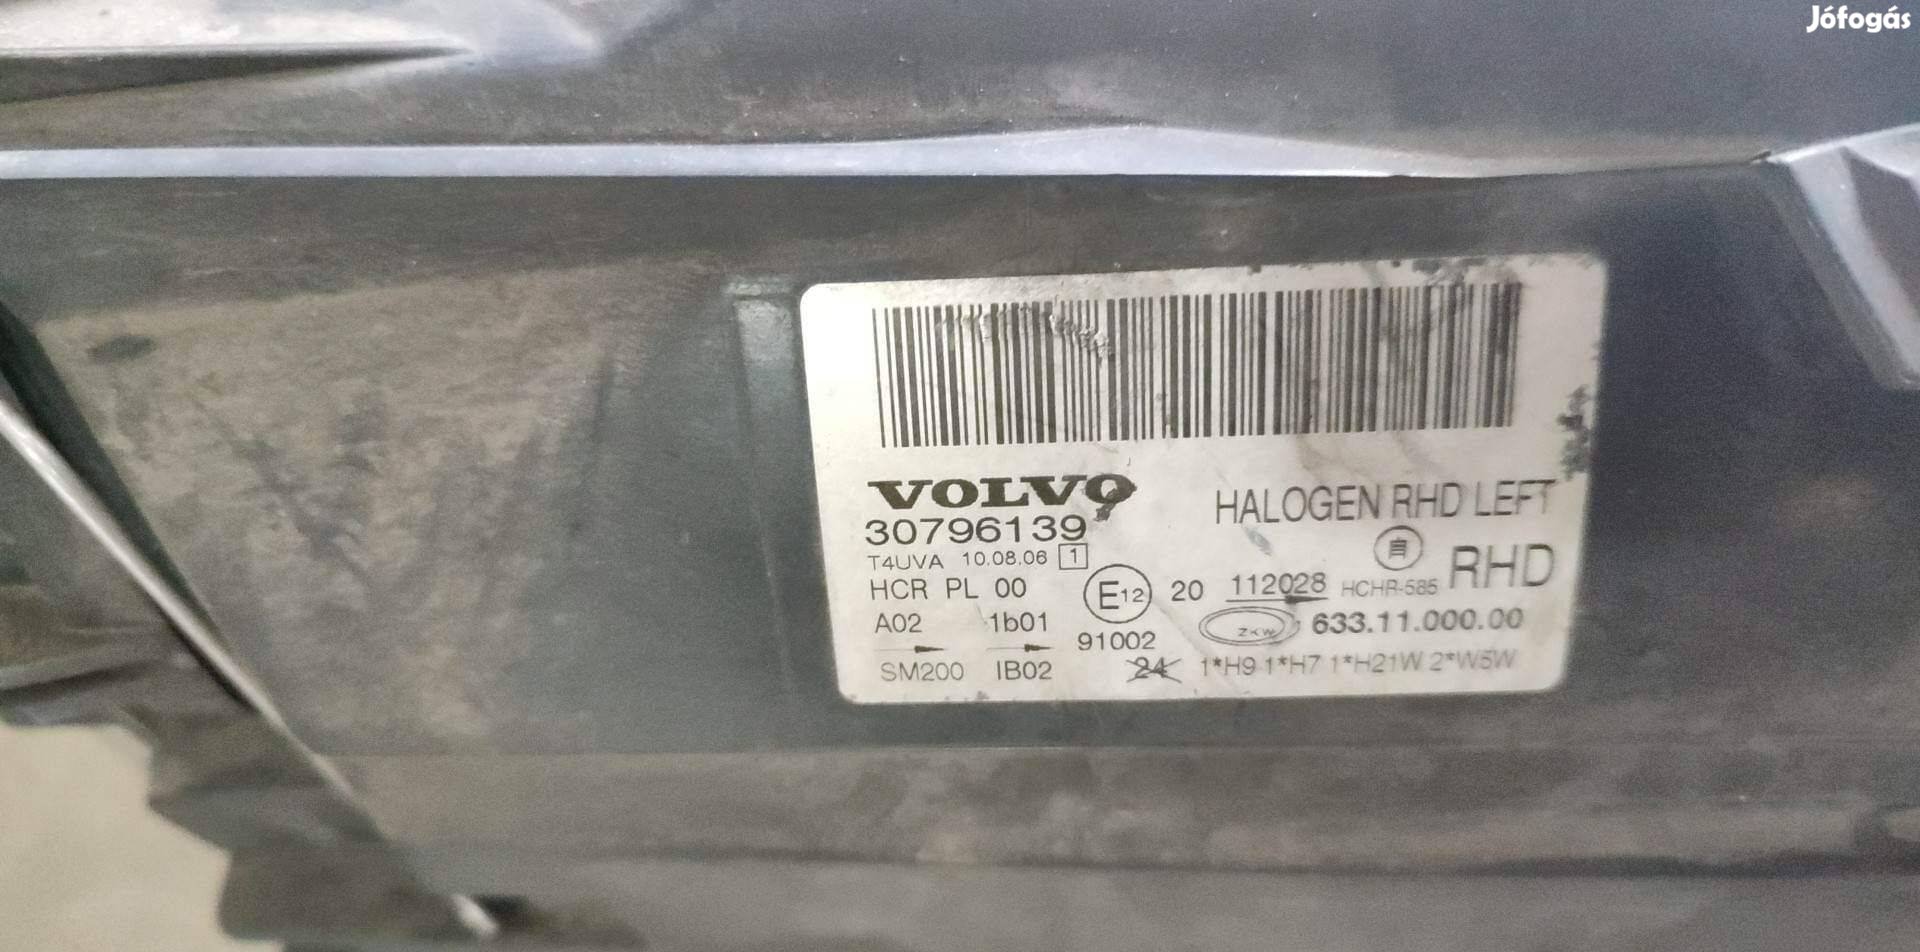 Jófogás
VOLVO
HALOGEN RHD LEFT
30796139
T4UVA 10.08.06 1
自 RHD
HCR PL 00
E12 20 112028 HCHR-585
A02 1b01
91002
ZKW 633.11.000.00
SM200 IB02
24 1*H9 1*H7 1*H21W 2*W5W